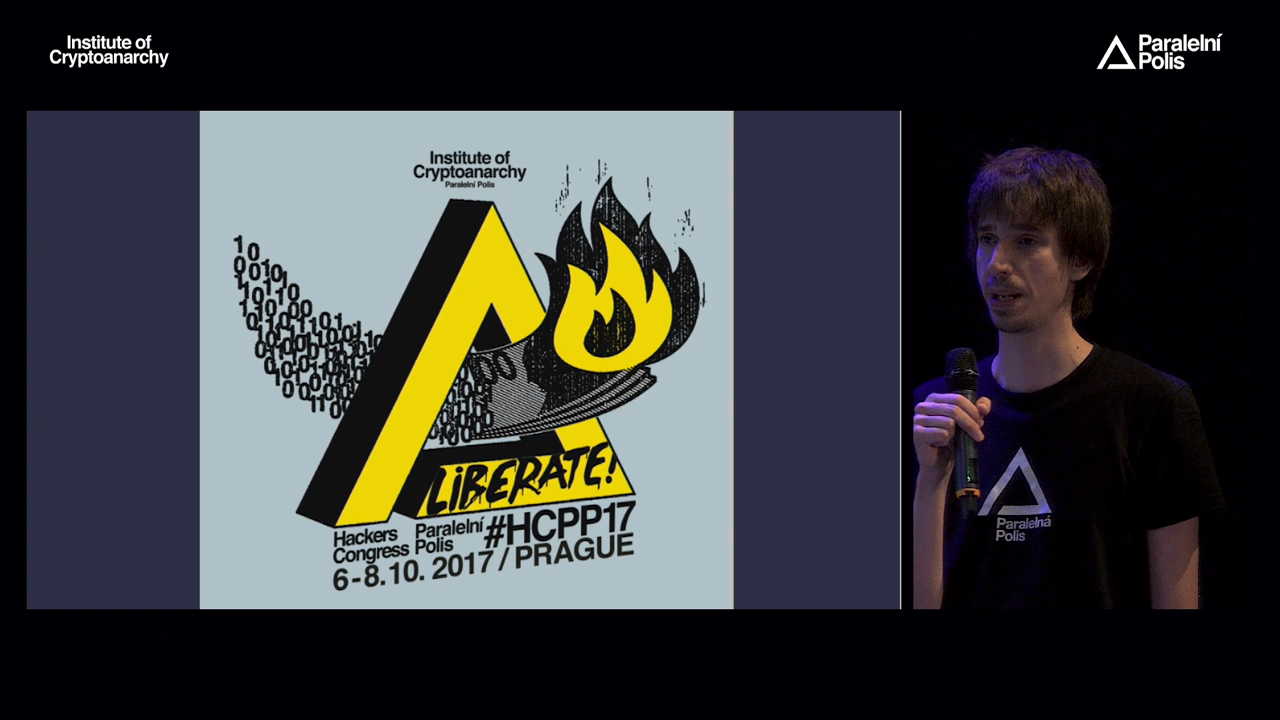 Institute of
Cryptoanarchy
Paralelní
Polis
Institute of
Cryptoanarchy
Paralelní Polis
LIBERATE!
Hackers
Congress
Paralelní
Polis
#HCPP17
6-8.10. 2017 / PRAGUE
Paralelná
Polis